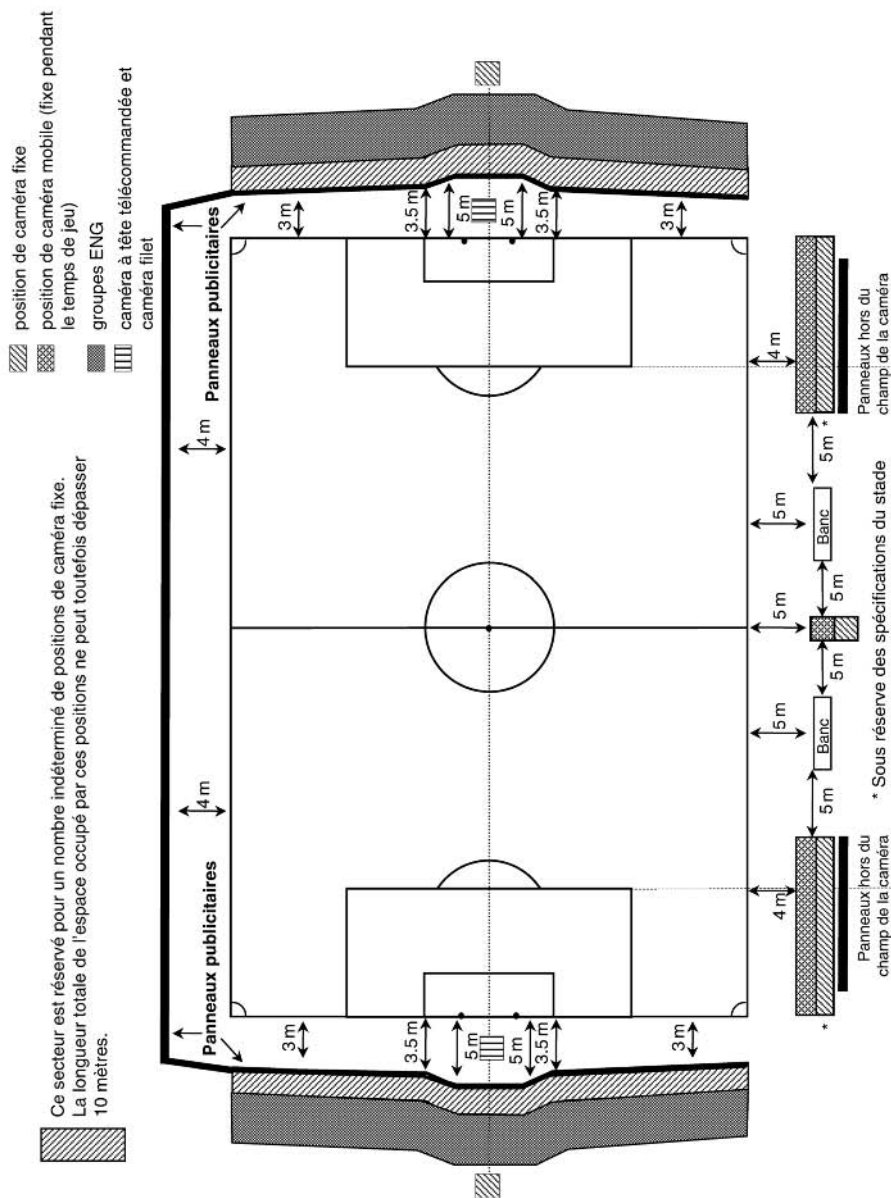 Ce secteur est réservé pour un nombre indéterminé de positions de caméra fixe.
La longueur totale de l'espace occupé par ces positions ne peut toutefois dépasser
10 mètres.
position de caméra fixe
position de caméra mobile (fixe pendant
le temps de jeu)
groupes ENG
caméra à tête télécommandée et
caméra filet
Panneaux publicitaires
4 m
4 m
Panneaux publicitaires
3 m
3.5 m
5 m
5 m
3.5 m
3 m
3 m
3.5 m
5 m
5 m
3.5 m
3 m
4 m
5 m
5 m
5 m
4 m
*
5 m
Banc
5 m
5 m
Banc
5 m
*
Panneaux hors du
champ de la caméra
* Sous réserve des spécifications du stade
Panneaux hors du
champ de la caméra